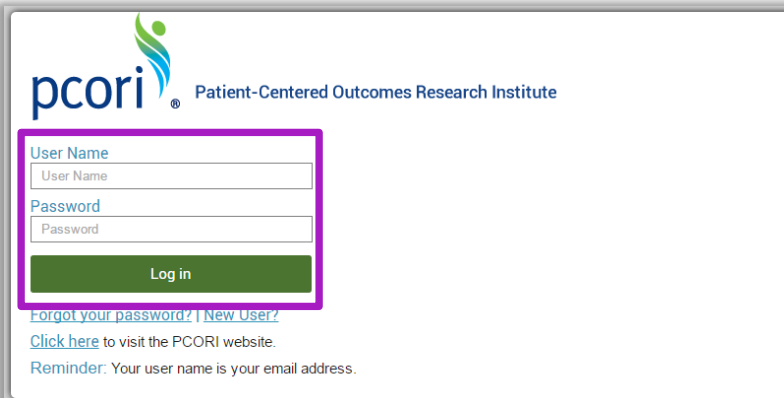 pcori ®
Patient-Centered Outcomes Research Institute
User Name
User Name
Password
Password
Log in
Forgot your password? | New User?
Click here to visit the PCORI website.
Reminder: Your user name is your email address.